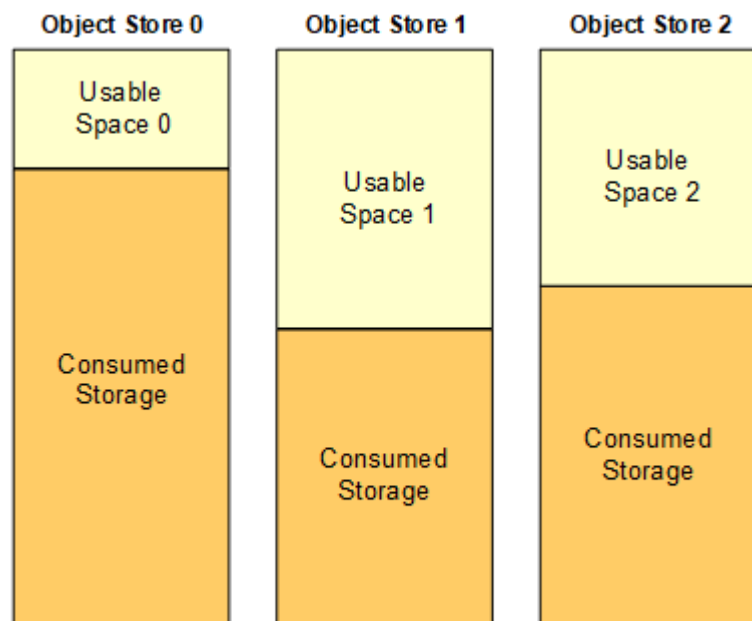 Object Store 0
Object Store 1
Object Store 2
Usable
Space 0
Usable
Space 1
Usable
Space 2
Consumed
Storage
Consumed
Storage
Consumed
Storage